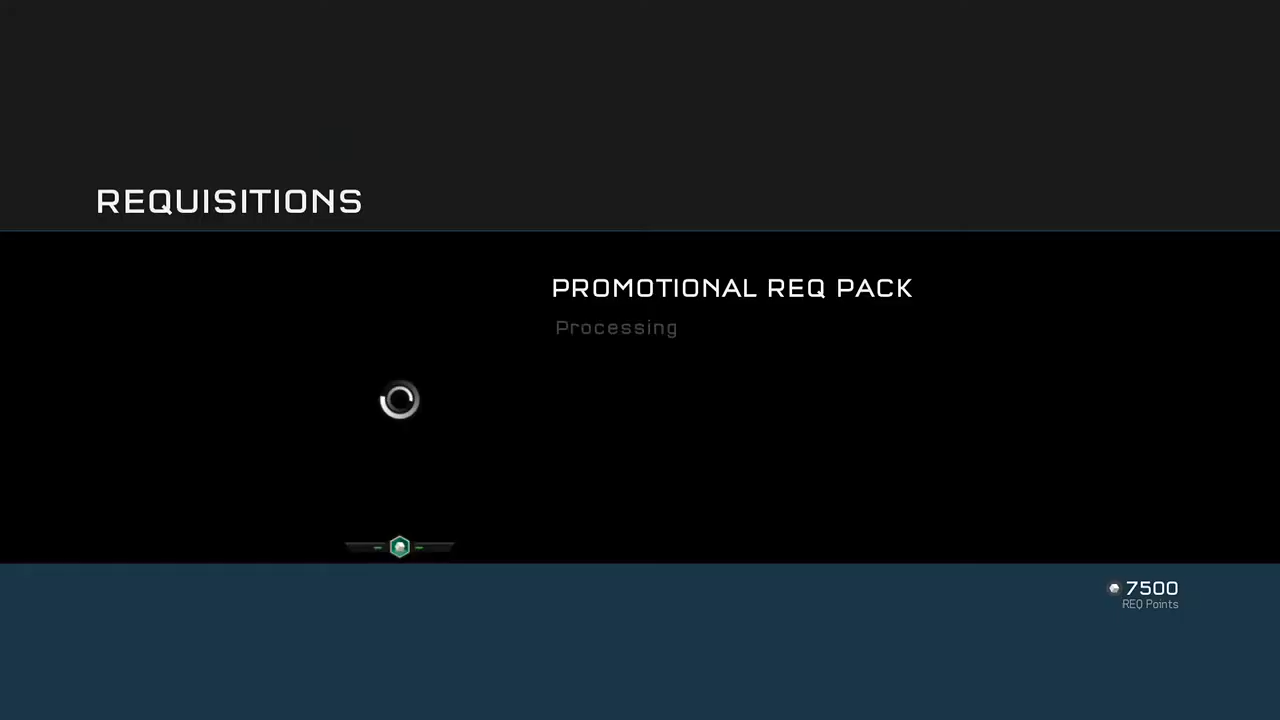 REQUISITIONS
PROMOTIONAL REQ PACK
Processing
7500
REQ Points